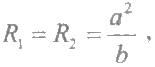 R₁ = R₂ = a²/b ,